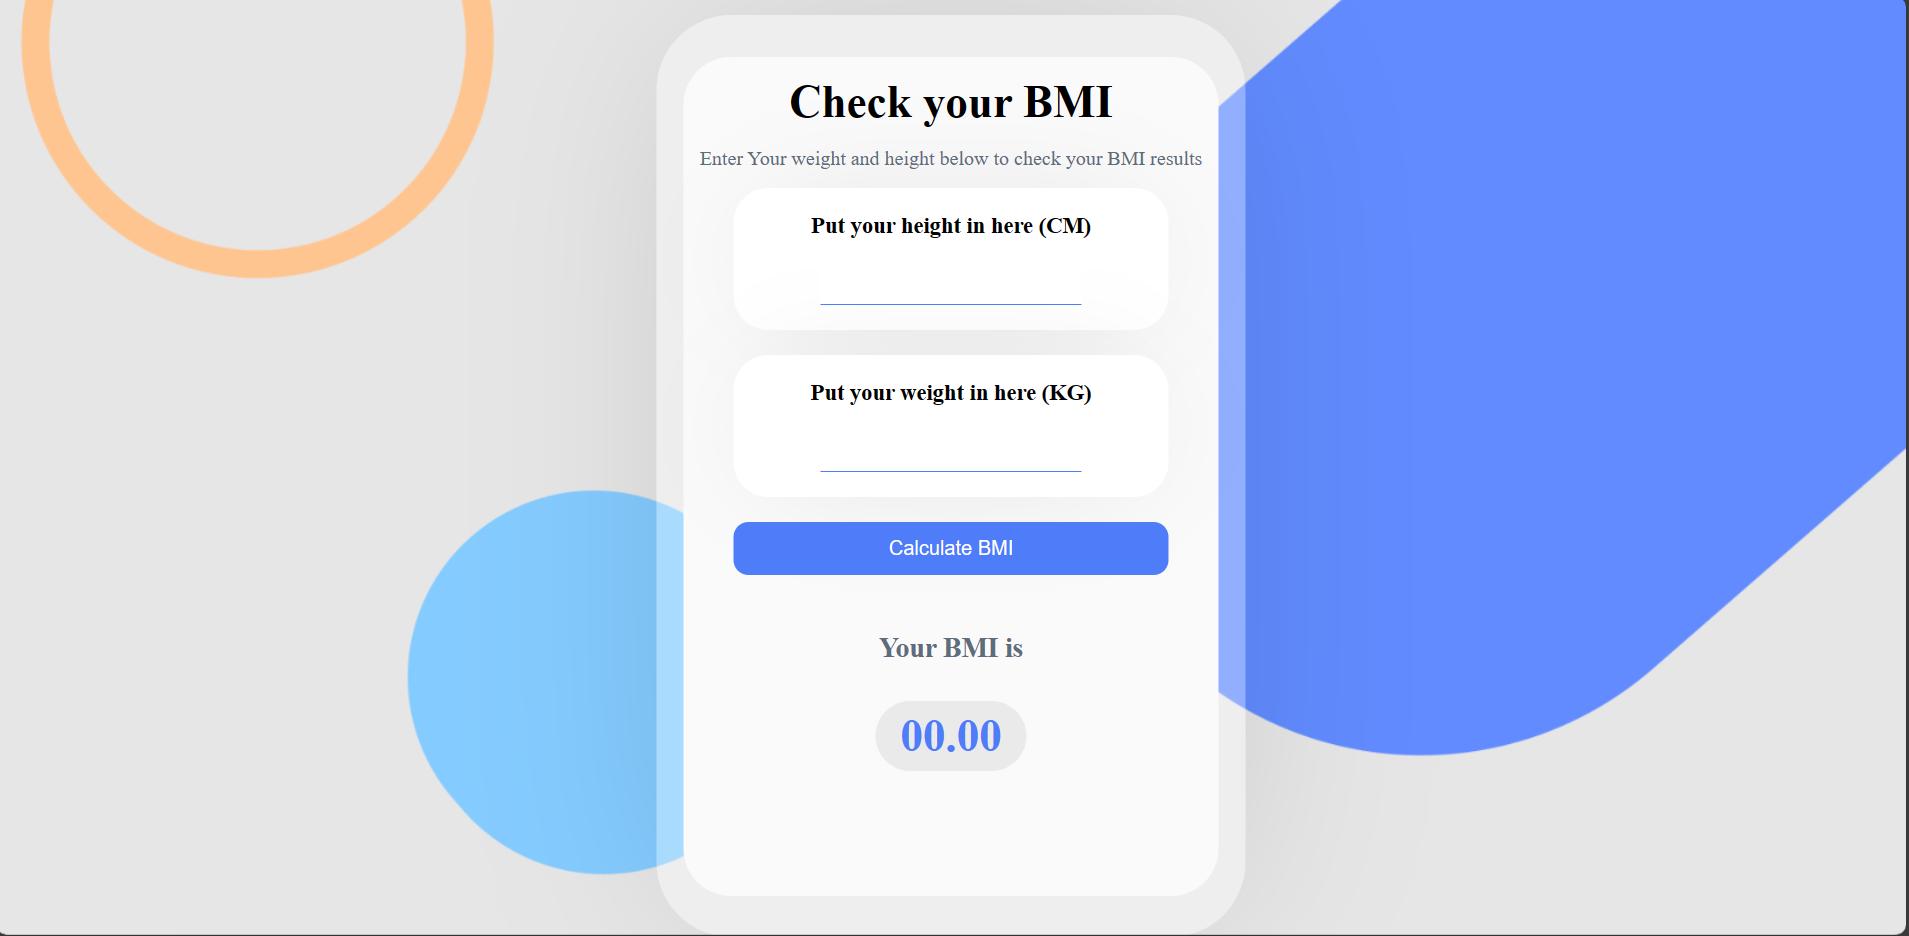 Check your BMI
Enter Your weight and height below to check your BMI results
Put your height in here (CM)
Put your weight in here (KG)
Calculate BMI
Your BMI is
00.00